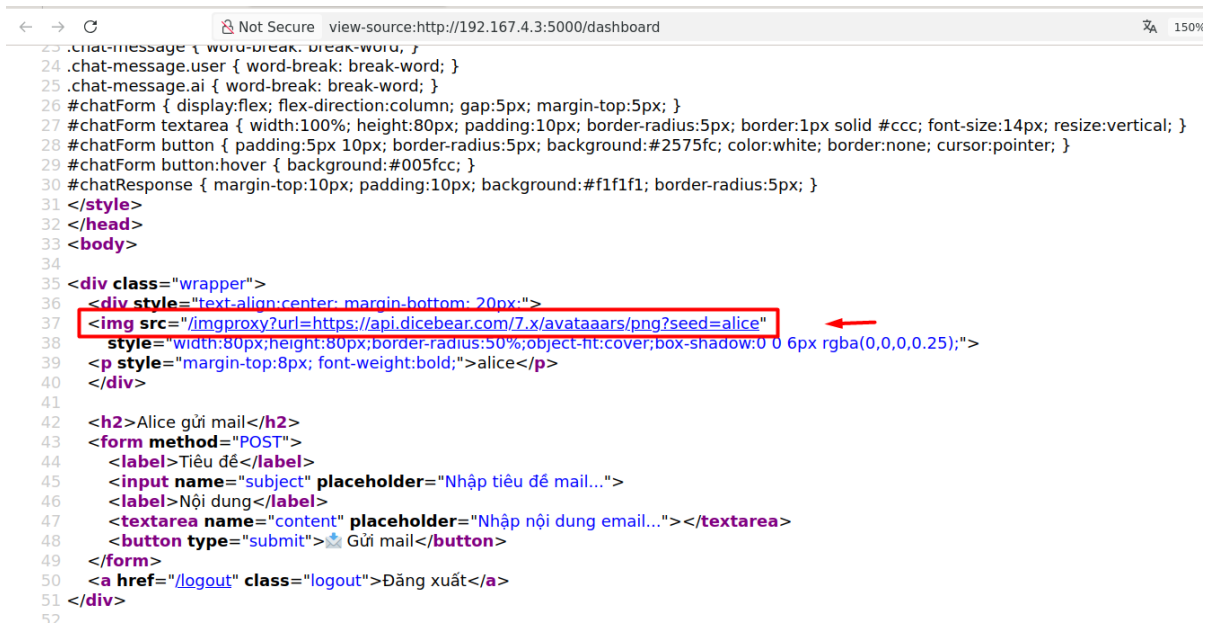 Not Secure view-source:http://192.167.4.3:5000/dashboard 150%
23 .chat-message { word-break: break-word; }
24 .chat-message.user { word-break: break-word; }
25 .chat-message.ai { word-break: break-word; }
26 #chatForm { display:flex; flex-direction:column; gap:5px; margin-top:5px; }
27 #chatForm textarea { width:100%; height:80px; padding:10px; border-radius:5px; border:1px solid #ccc; font-size:14px; resize:vertical; }
28 #chatForm button { padding:5px 10px; border-radius:5px; background:#2575fc; color:white; border:none; cursor:pointer; }
29 #chatForm button:hover { background:#005fcc; }
30 #chatResponse { margin-top:10px; padding:10px; background:#f1f1f1; border-radius:5px; }
31 </style>
32 </head>
33 <body>
34
35 <div class="wrapper">
36 <div style="text-align:center; margin-bottom: 20px;">
37 <img src="/imgproxy?url=https://api.dicebear.com/7.x/avataaars/png?seed=alice"
38 style="width:80px;height:80px;border-radius:50%;object-fit:cover;box-shadow:0 0 6px rgba(0,0,0,0.25);">
39 <p style="margin-top:8px; font-weight:bold;">alice</p>
40 </div>
41
42 <h2>Alice gửi mail</h2>
43 <form method="POST">
44 <label>Tiêu đề</label>
45 <input name="subject" placeholder="Nhập tiêu đề mail...">
46 <label>Nội dung</label>
47 <textarea name="content" placeholder="Nhập nội dung email..."></textarea>
48 <button type="submit">📩 Gửi mail</button>
49 </form>
50 <a href="/logout" class="logout">Đăng xuất</a>
51 </div>
52